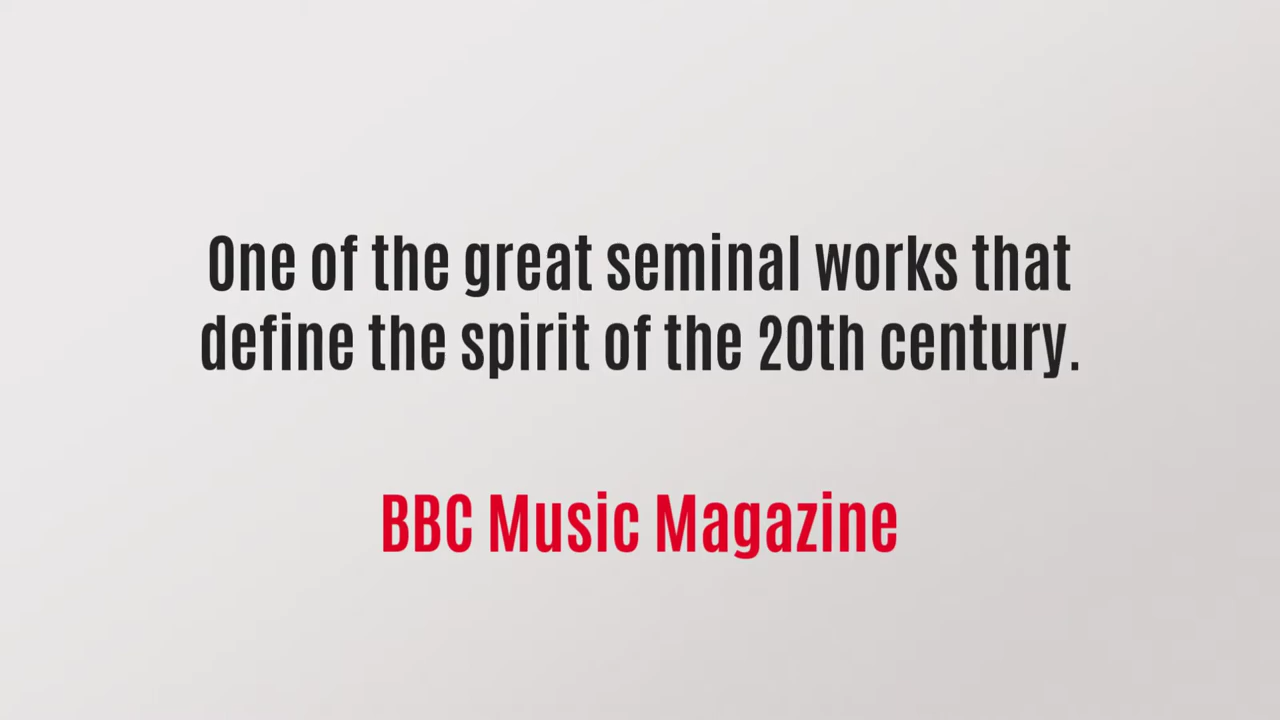 One of the great seminal works that
define the spirit of the 20th century.
BBC Music Magazine